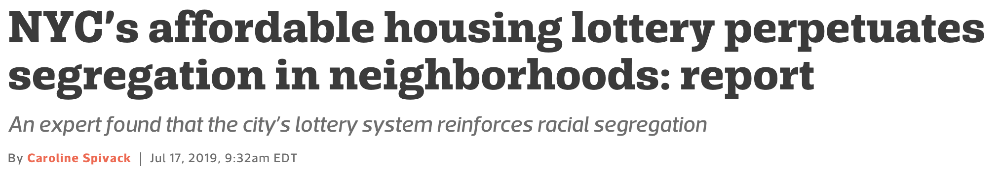 NYC’s affordable housing lottery perpetuates
segregation in neighborhoods: report
An expert found that the city’s lottery system reinforces racial segregation
By Caroline Spivack | Jul 17, 2019, 9:32am EDT